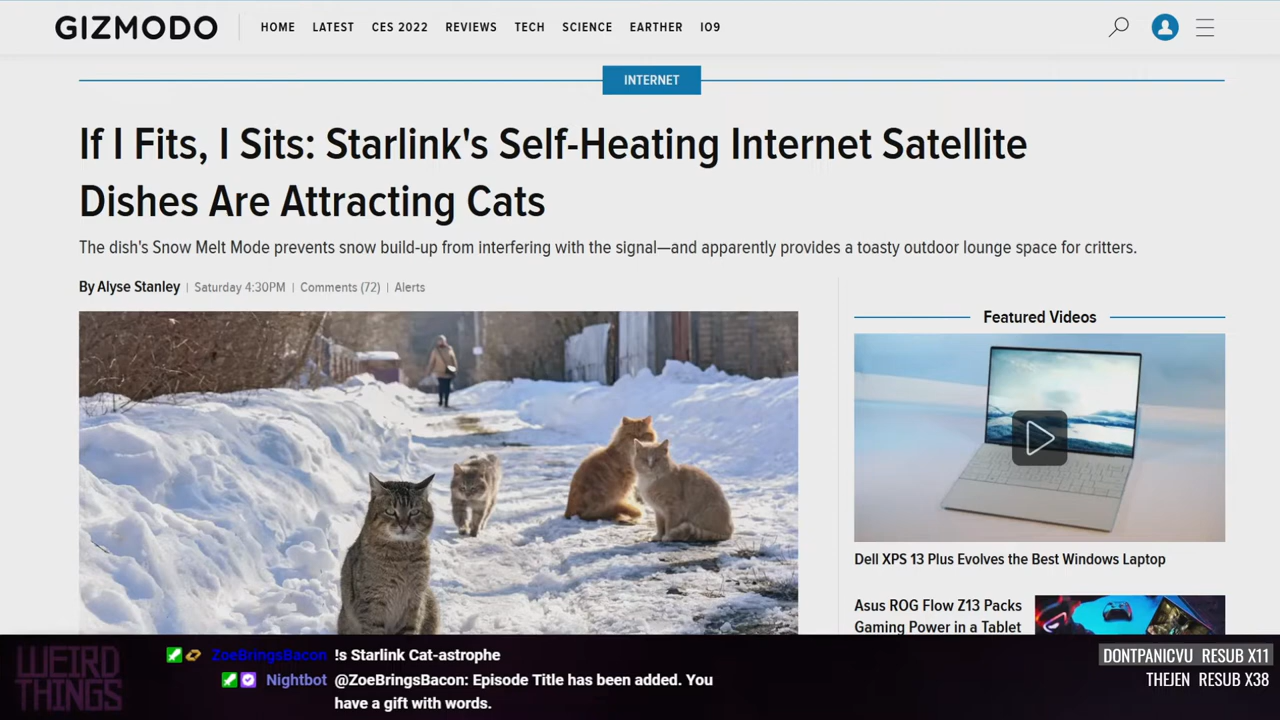 GIZMODO
HOME LATEST CES 2022 REVIEWS TECH SCIENCE EARTHER IO9
INTERNET
If I Fits, I Sits: Starlink's Self-Heating Internet Satellite
Dishes Are Attracting Cats
The dish's Snow Melt Mode prevents snow build-up from interfering with the signal—and apparently provides a toasty outdoor lounge space for critters.
By Alyse Stanley | Saturday 4:30PM | Comments (72) | Alerts
Featured Videos
Dell XPS 13 Plus Evolves the Best Windows Laptop
Asus ROG Flow Z13 Packs
Gaming Power in a Tablet
WEIRD
THINGS
ZoeBringsBacon !s Starlink Cat-astrophe
Nightbot @ZoeBringsBacon: Episode Title has been added. You
have a gift with words.
DONTPANICVU RESUB X11
THEJEN RESUB X38